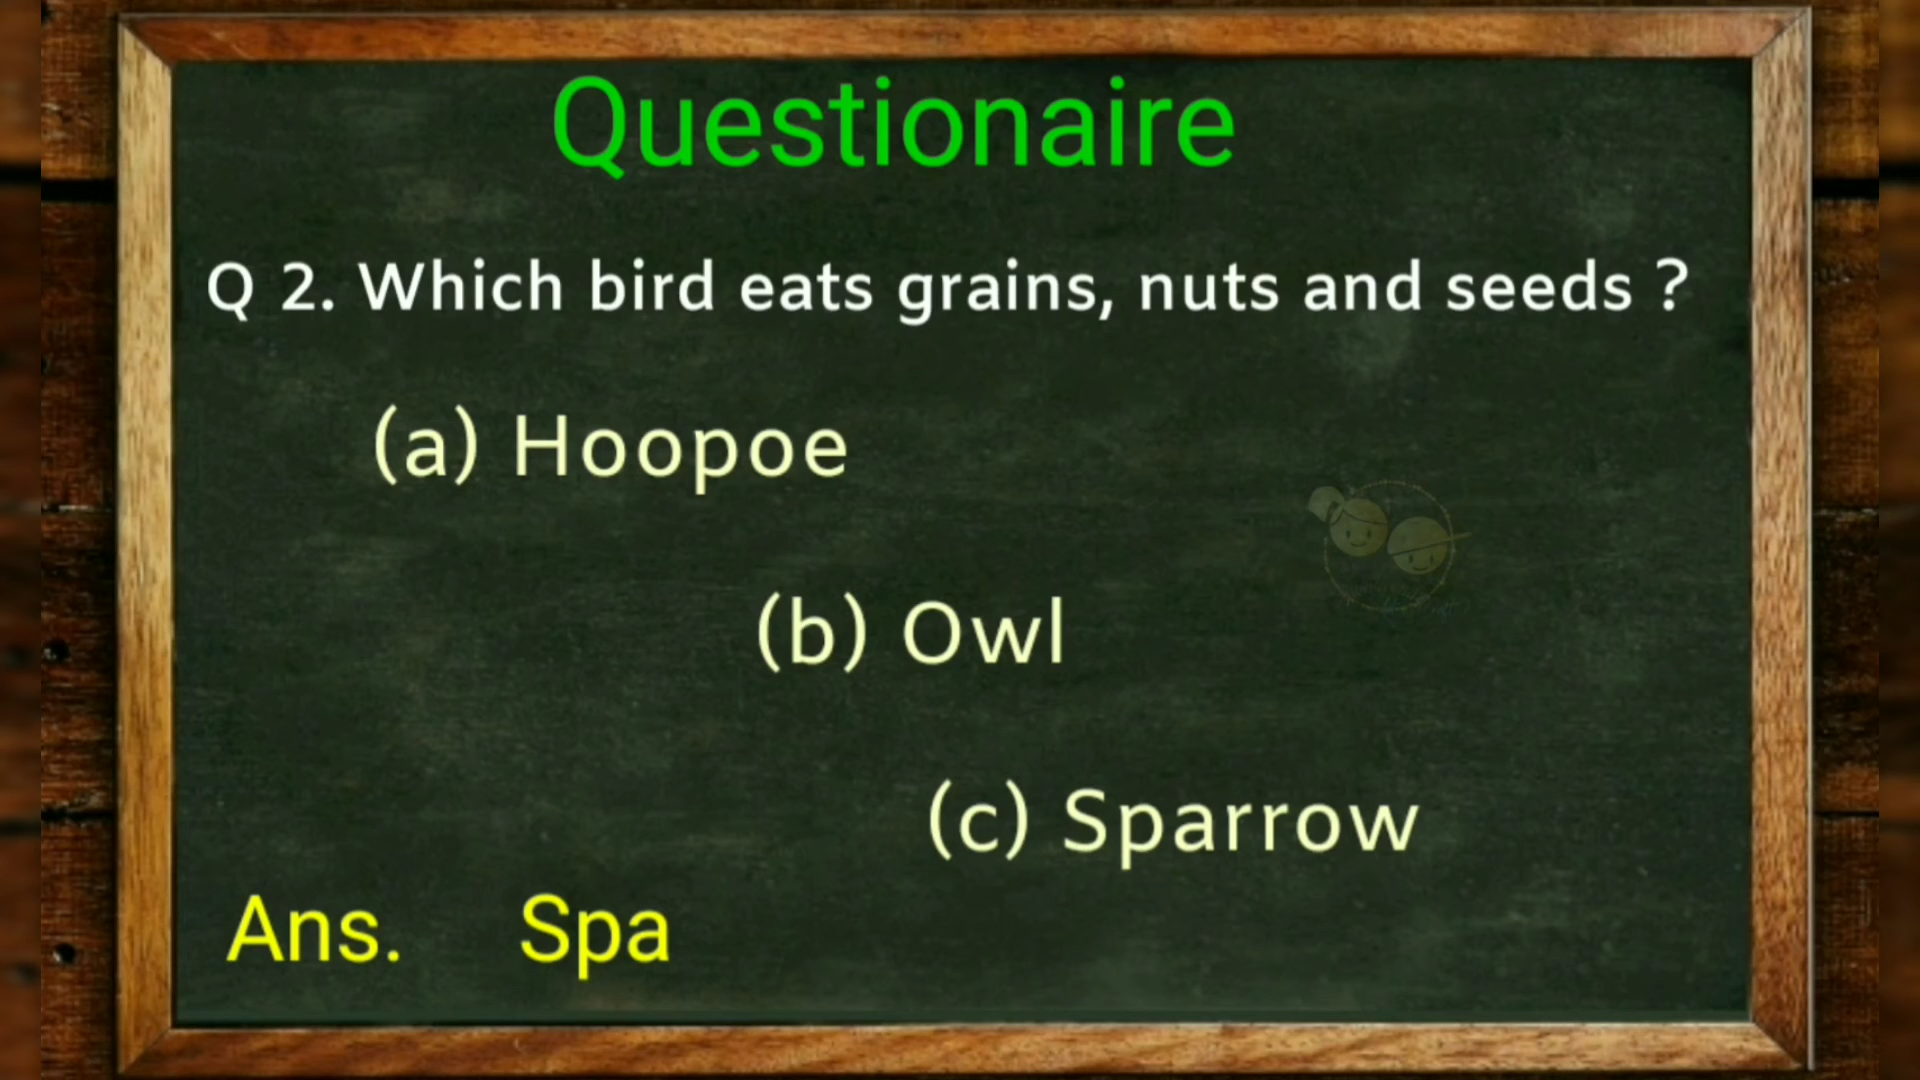 Questionaire
Q 2. Which bird eats grains, nuts and seeds ?
(a) Hoopoe
(b) Owl
(c) Sparrow
Ans. Spa